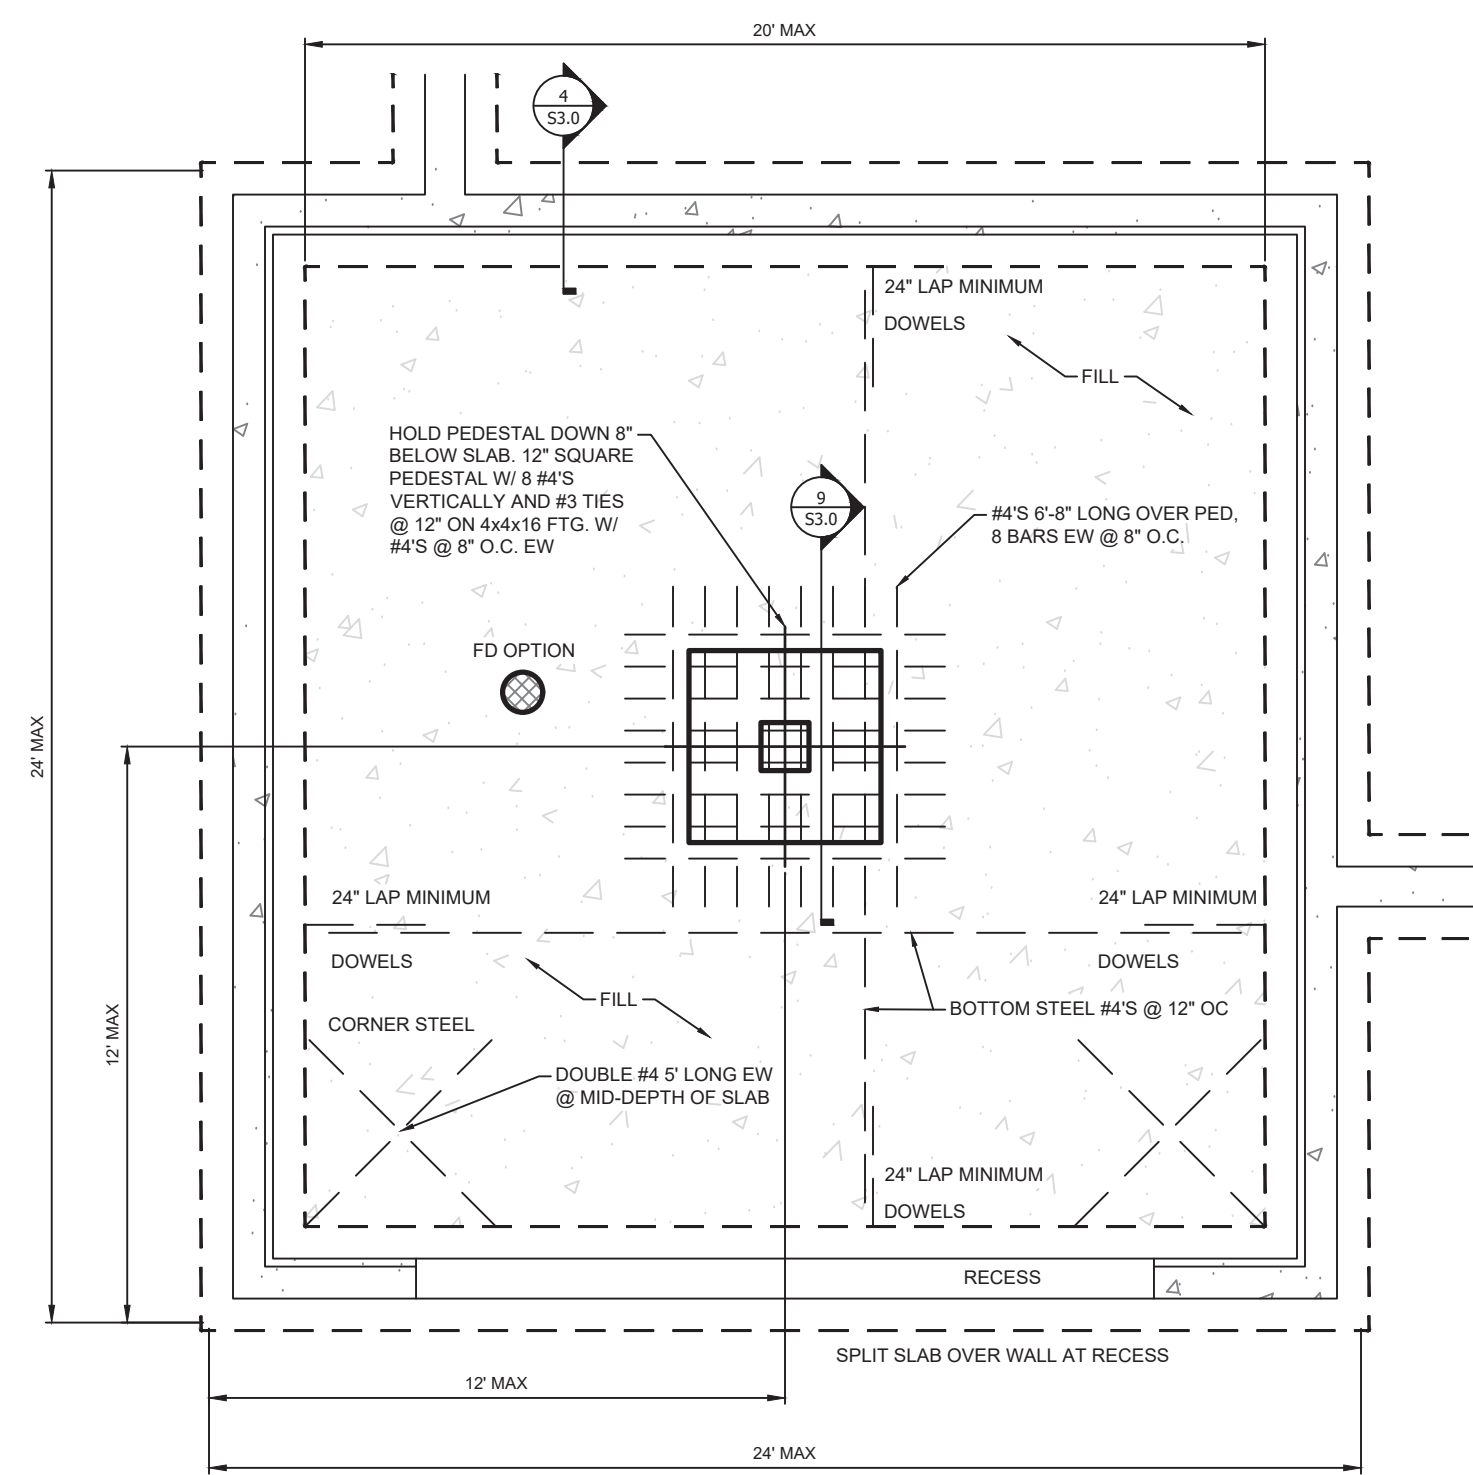 20' MAX
4
S3.0
24" LAP MINIMUM
DOWELS
FILL
HOLD PEDESTAL DOWN 8"
BELOW SLAB. 12" SQUARE
PEDESTAL W/ 8 #4'S
VERTICALLY AND #3 TIES
@ 12" ON 4x4x16 FTG. W/
#4'S @ 8" O.C. EW
9
S3.0
#4'S 6'-8" LONG OVER PED,
8 BARS EW @ 8" O.C.
FD OPTION
24' MAX
24" LAP MINIMUM
24" LAP MINIMUM
DOWELS
DOWELS
FILL
BOTTOM STEEL #4'S @ 12" OC
12' MAX
CORNER STEEL
DOUBLE #4 5' LONG EW
@ MID-DEPTH OF SLAB
24" LAP MINIMUM
DOWELS
RECESS
SPLIT SLAB OVER WALL AT RECESS
12' MAX
24' MAX